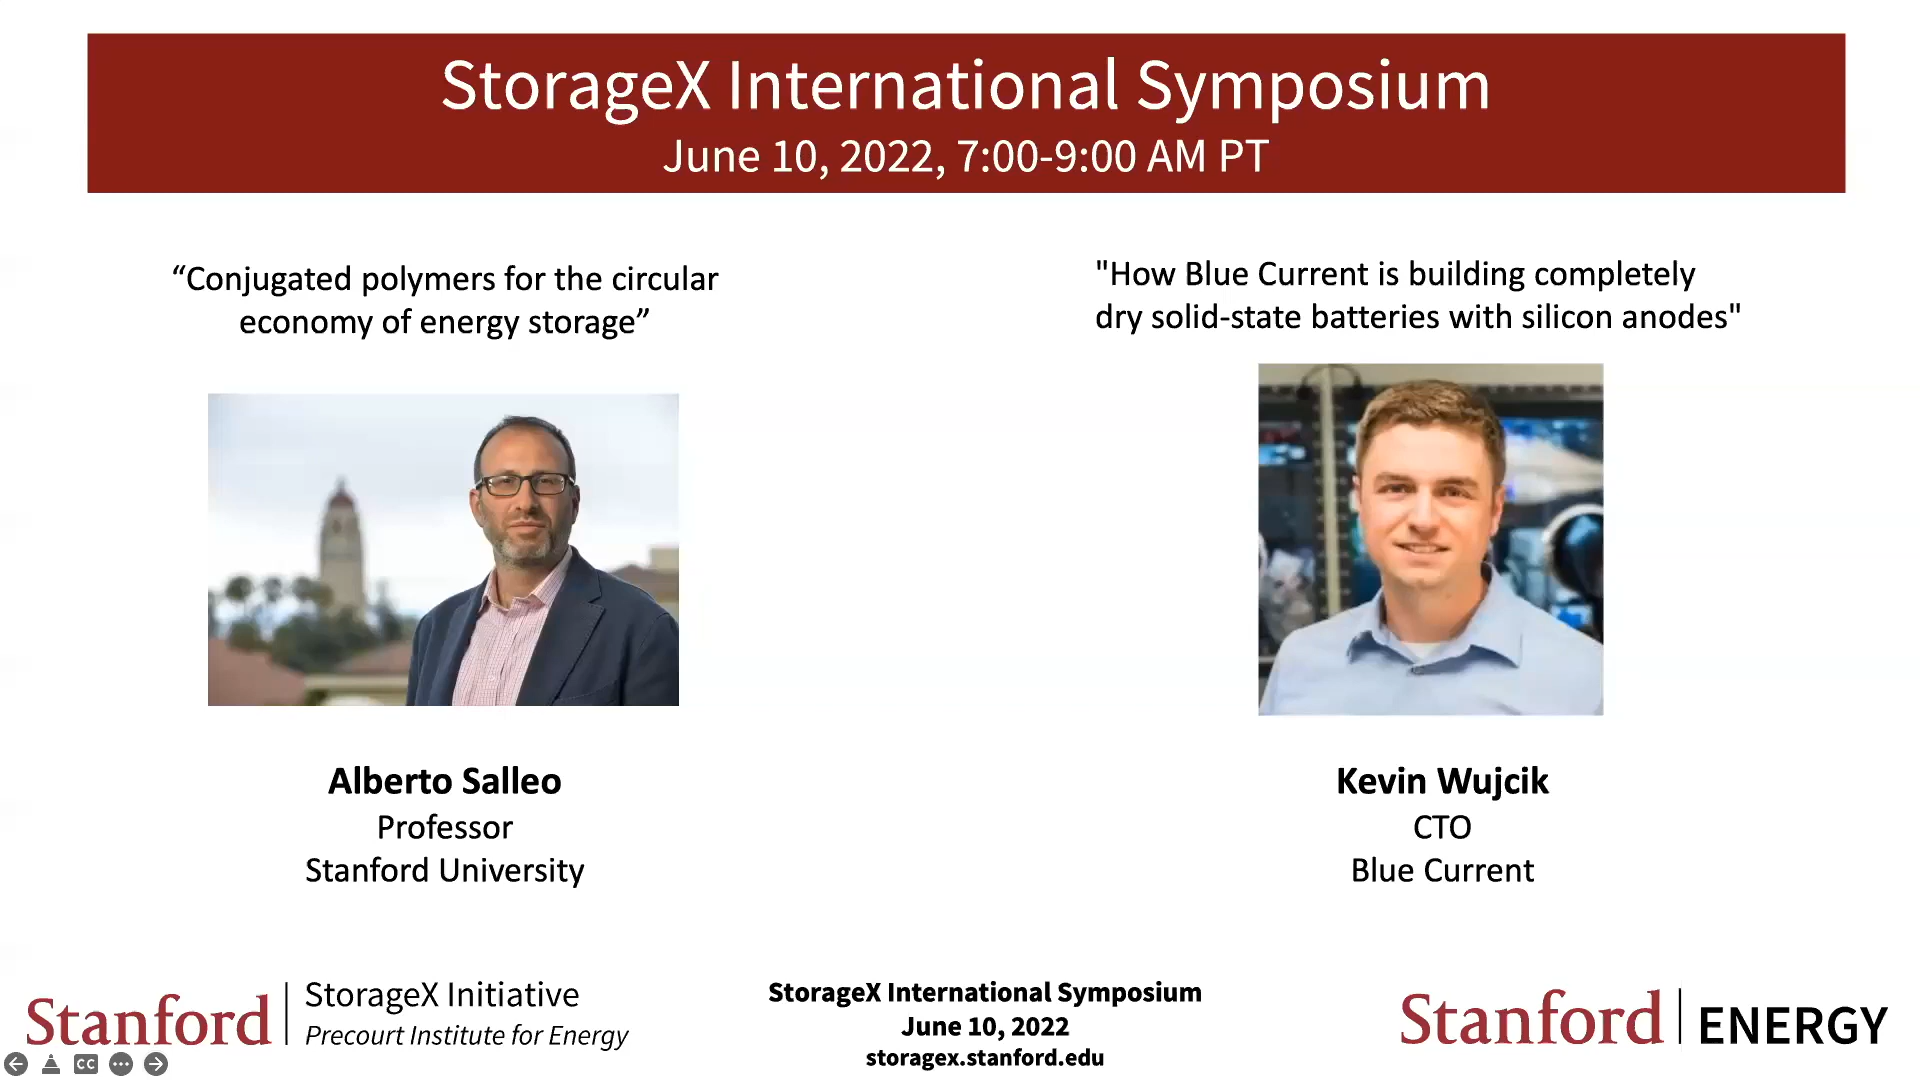 StorageX International Symposium
June 10, 2022, 7:00-9:00 AM PT
“Conjugated polymers for the circular
economy of energy storage”
"How Blue Current is building completely
dry solid-state batteries with silicon anodes"
Alberto Salleo
Professor
Stanford University
Kevin Wujcik
CTO
Blue Current
Stanford
StorageX Initiative
Precourt Institute for Energy
StorageX International Symposium
June 10, 2022
storagex.stanford.edu
Stanford ENERGY
CC